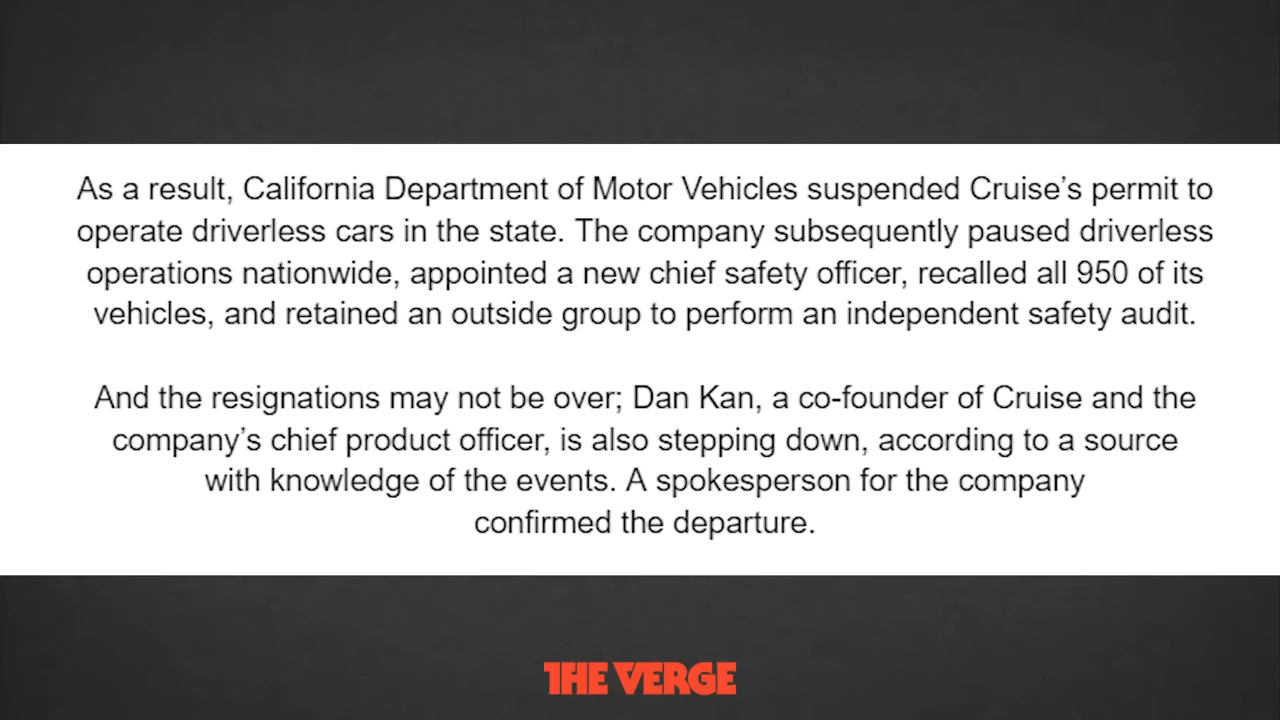 As a result, California Department of Motor Vehicles suspended Cruise’s permit to
operate driverless cars in the state. The company subsequently paused driverless
operations nationwide, appointed a new chief safety officer, recalled all 950 of its
vehicles, and retained an outside group to perform an independent safety audit.
And the resignations may not be over; Dan Kan, a co-founder of Cruise and the
company’s chief product officer, is also stepping down, according to a source
with knowledge of the events. A spokesperson for the company
confirmed the departure.
THE VERGE